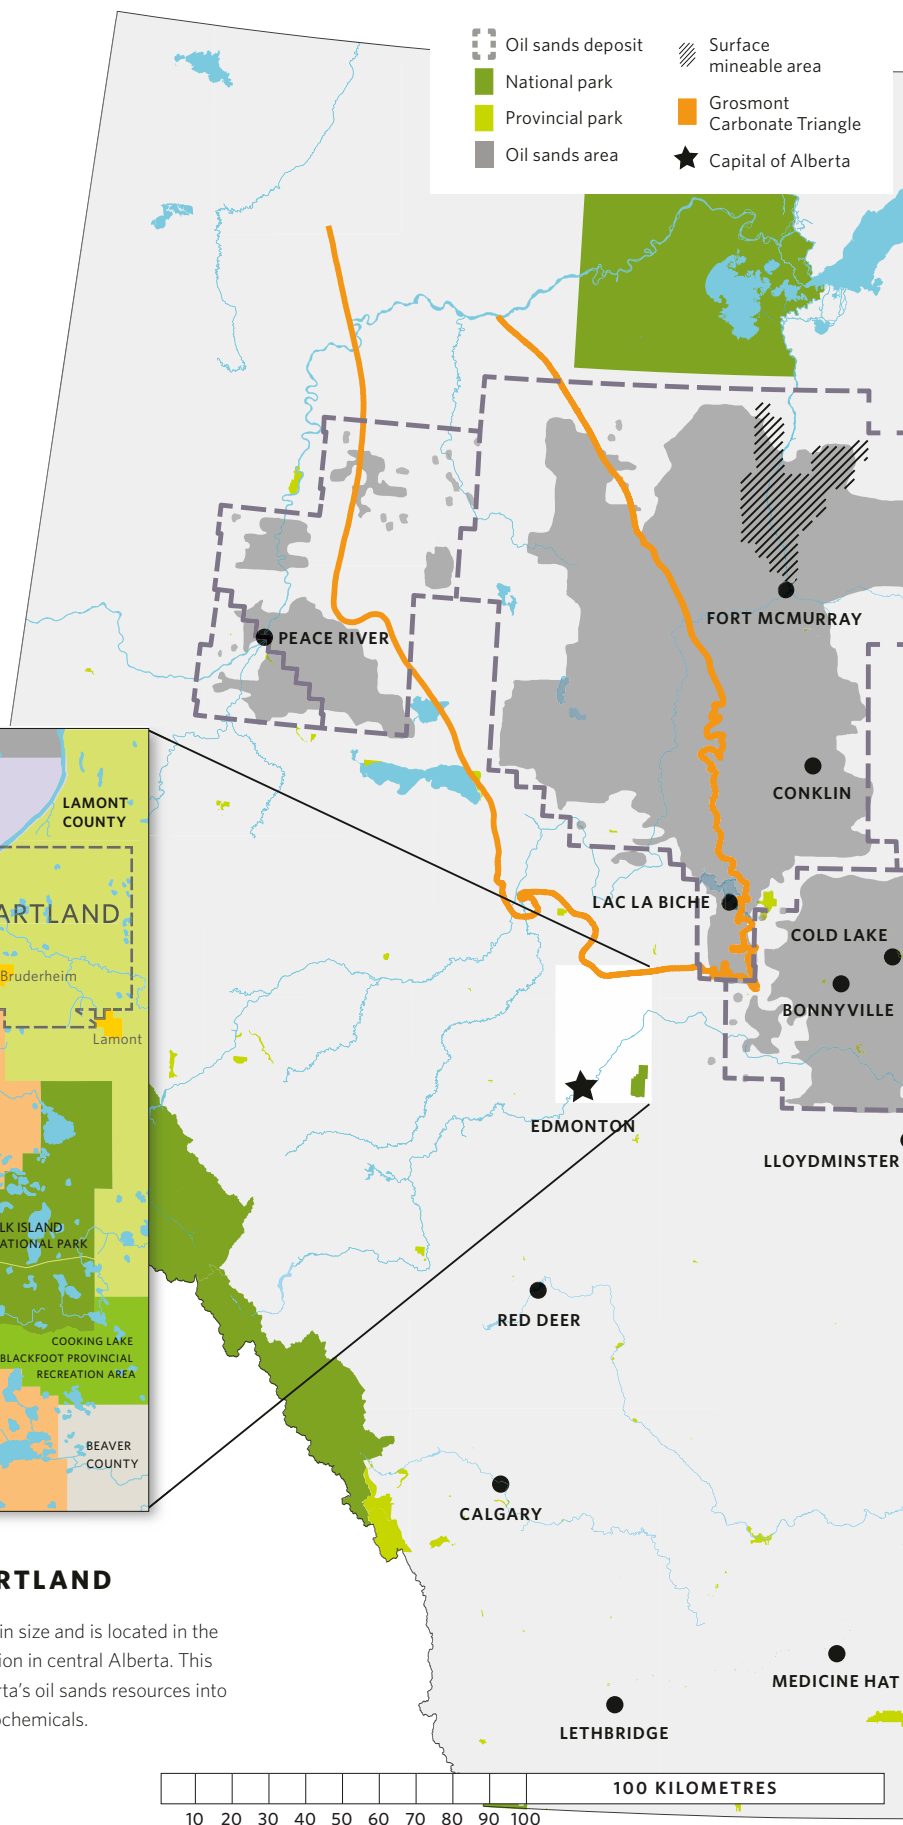 Oil sands deposit
National park
Provincial park
Oil sands area
Surface
mineable area
Grosmont
Carbonate Triangle
Capital of Alberta
FORT MCMURRAY
PEACE RIVER
CONKLIN
LAC LA BICHE
COLD LAKE
BONNYVILLE
EDMONTON
LLOYDMINSTER
RED DEER
CALGARY
MEDICINE HAT
LETHBRIDGE
LAMONT
COUNTY
ARTLAND
Bruderheim
Lamont
LK ISLAND
ATIONAL PARK
COOKING LAKE
BLACKFOOT PROVINCIAL
RECREATION AREA
BEAVER
COUNTY
RTLAND
in size and is located in the
ion in central Alberta. This
rta's oil sands resources into
ochemicals.
100 KILOMETRES
10 20 30 40 50 60 70 80 90 100